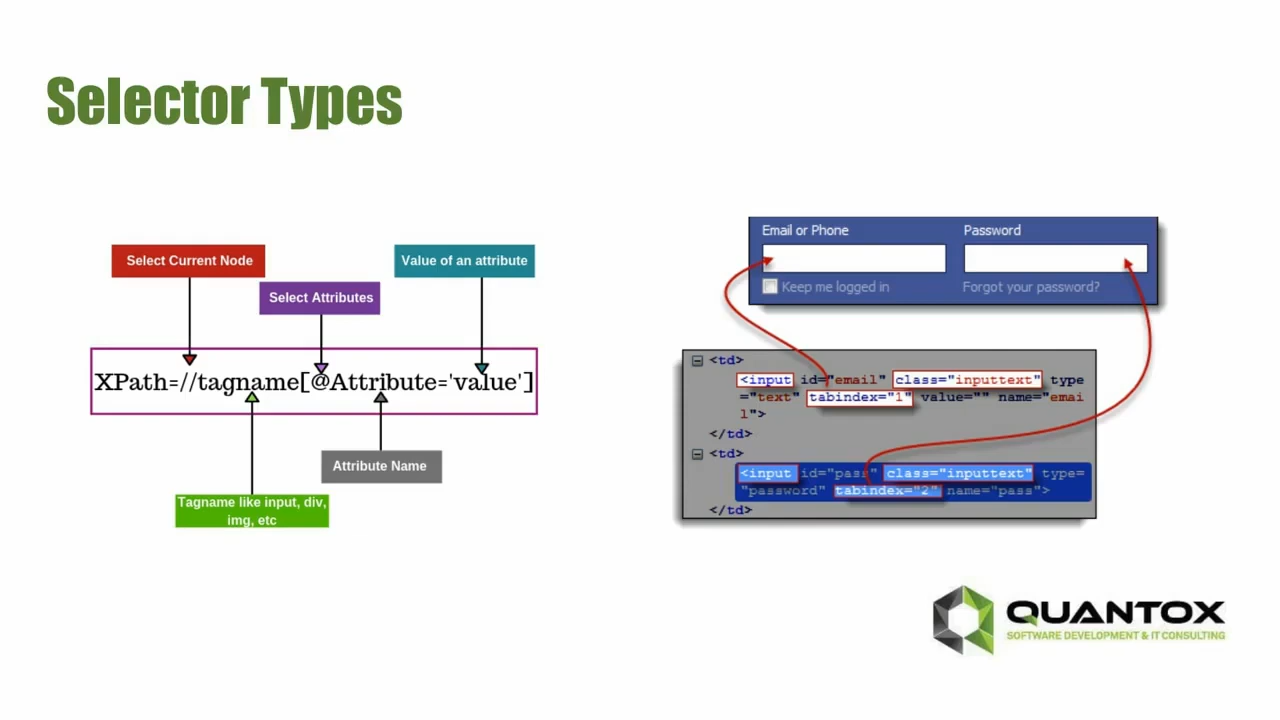 Selector Types
Select Current Node
Value of an attribute
Select Attributes
XPath=//tagname[@Attribute='value']
Attribute Name
Tagname like input, div,
img, etc
Email or Phone
Password
Keep me logged in
Forgot your password?
<td>
<input id="email" class="inputtext" type
="text" tabindex="1" value="" name="emai
l">
</td>
<td>
<input id="pass" class="inputtext" type=
"password" tabindex="2" name="pass">
</td>
QUANTOX
SOFTWARE DEVELOPMENT & IT CONSULTING